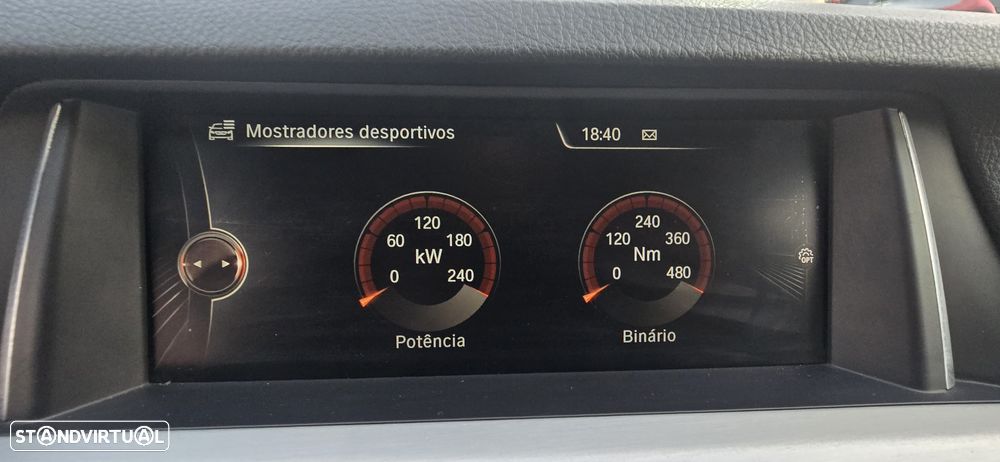 Mostradores desportivos
18:40
120
60 180
kW
0 240
Potência
240
120 360
Nm
0 480
Binário
OPT
STANDVIRTUAL